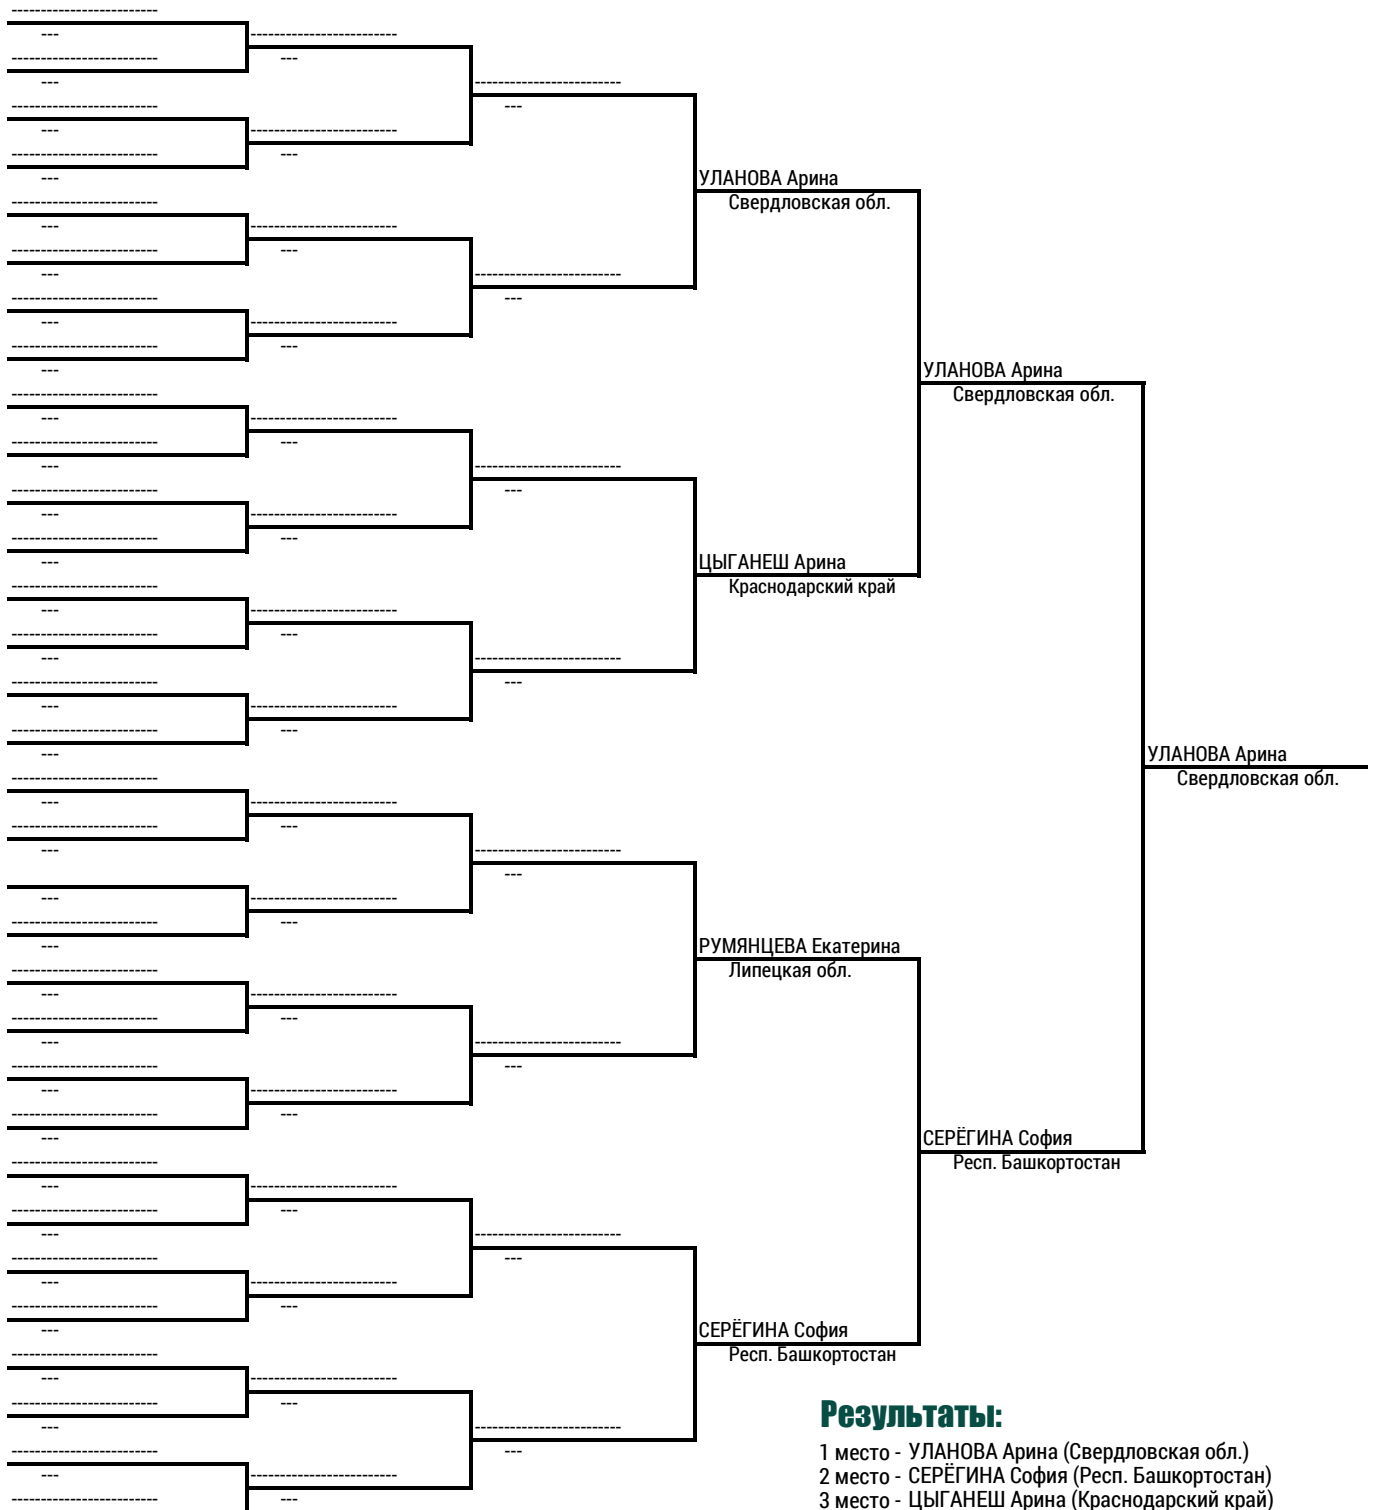 УЛАНОВА Арина
Свердловская обл.
УЛАНОВА Арина
Свердловская обл.
ЦЫГАНЕШ Арина
Краснодарский край
УЛАНОВА Арина
Свердловская обл.
РУМЯНЦЕВА Екатерина
Липецкая обл.
СЕРЁГИНА София
Респ. Башкортостан
СЕРЁГИНА София
Респ. Башкортостан
Результаты:
1 место - УЛАНОВА Арина (Свердловская обл.)
2 место - СЕРЁГИНА София (Респ. Башкортостан)
3 место - ЦЫГАНЕШ Арина (Краснодарский край)